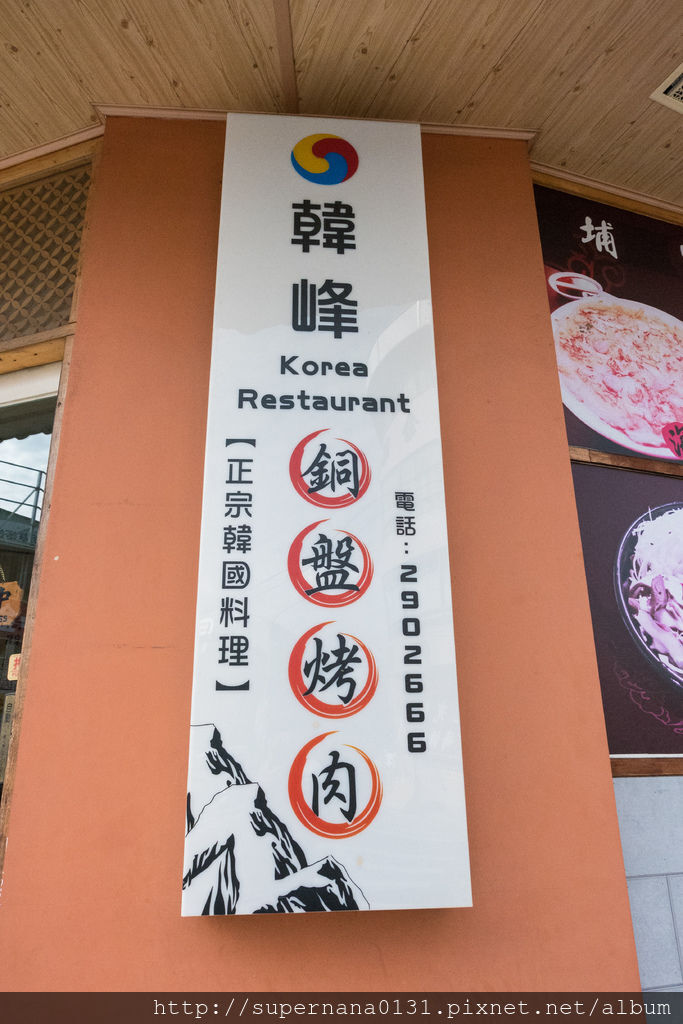 韓峰
Korea
Restaurant
【正宗韓國料理】
銅盤烤肉
電話:2902666
埔
http://supernana0131.pixnet.net/album